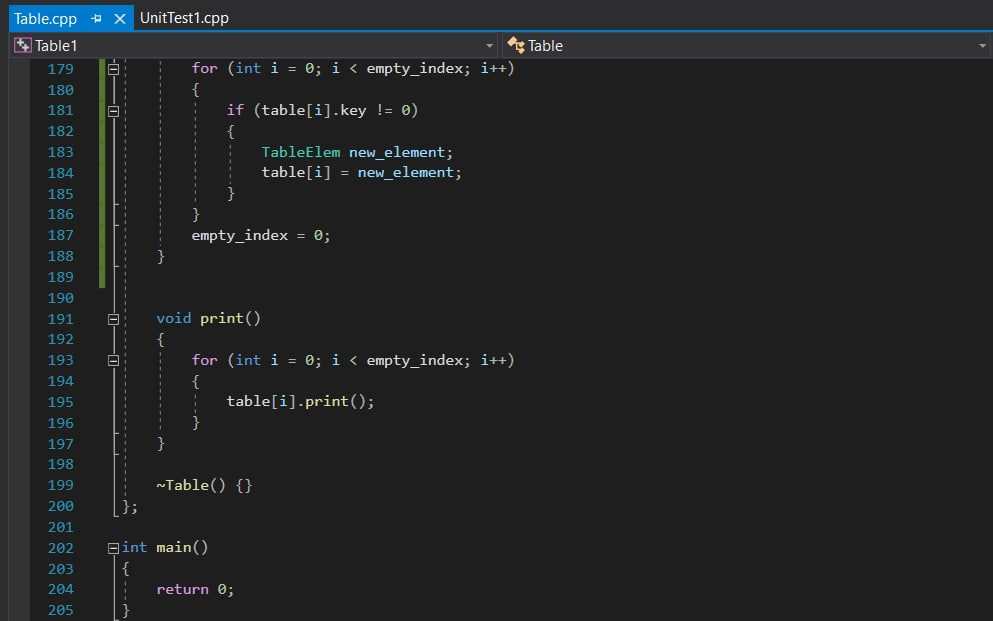 Table.cpp UnitTest1.cpp
Table1 Table
179 for (int i = 0; i < empty_index; i++)
180 {
181 if (table[i].key != 0)
182 {
183 TableElem new_element;
184 table[i] = new_element;
185 }
186 }
187 empty_index = 0;
188 }
189
190
191 void print()
192 {
193 for (int i = 0; i < empty_index; i++)
194 {
195 table[i].print();
196 }
197 }
198
199 ~Table() {}
200 };
201
202 int main()
203 {
204 return 0;
205 }